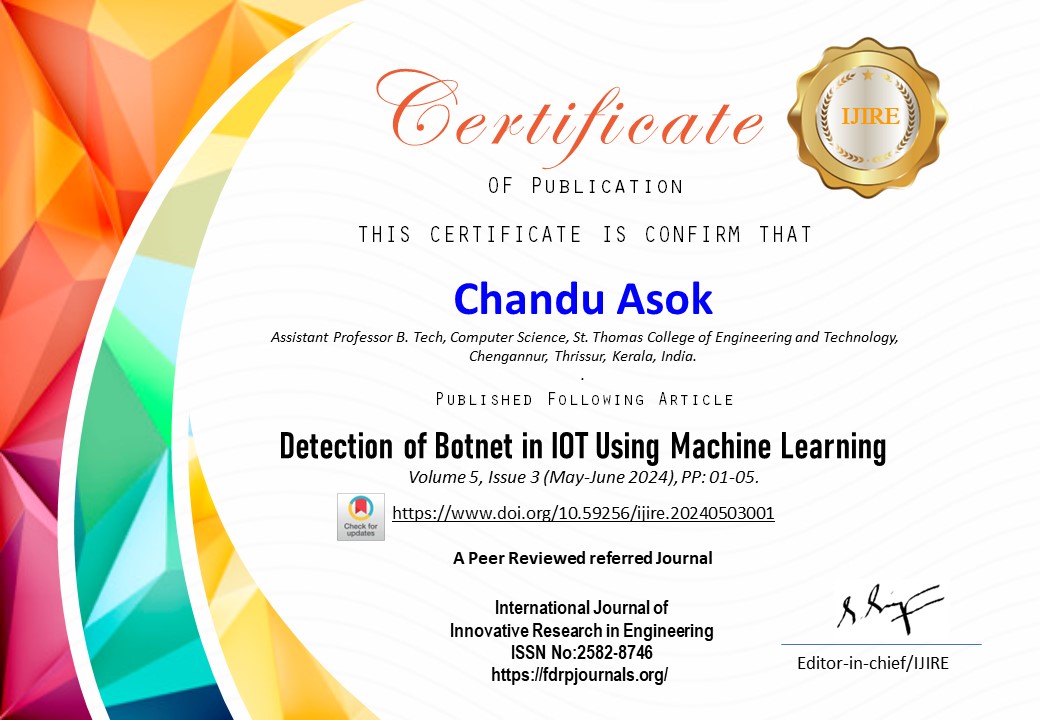 Certificate
IJIRE
OF PUBLICATION
THIS CERTIFICATE IS CONFIRM THAT
Chandu Asok
Assistant Professor B. Tech, Computer Science, St. Thomas College of Engineering and Technology,
Chengannur, Thrissur, Kerala, India.
.
PUBLISHED FOLLOWING ARTICLE
Detection of Botnet in IOT Using Machine Learning
Volume 5, Issue 3 (May-June 2024), PP: 01-05.
Check for
updates
https://www.doi.org/10.59256/ijire.20240503001
A Peer Reviewed referred Journal
International Journal of
Innovative Research in Engineering
ISSN No:2582-8746
https://fdrpjournals.org/
Editor-in-chief/IJIRE